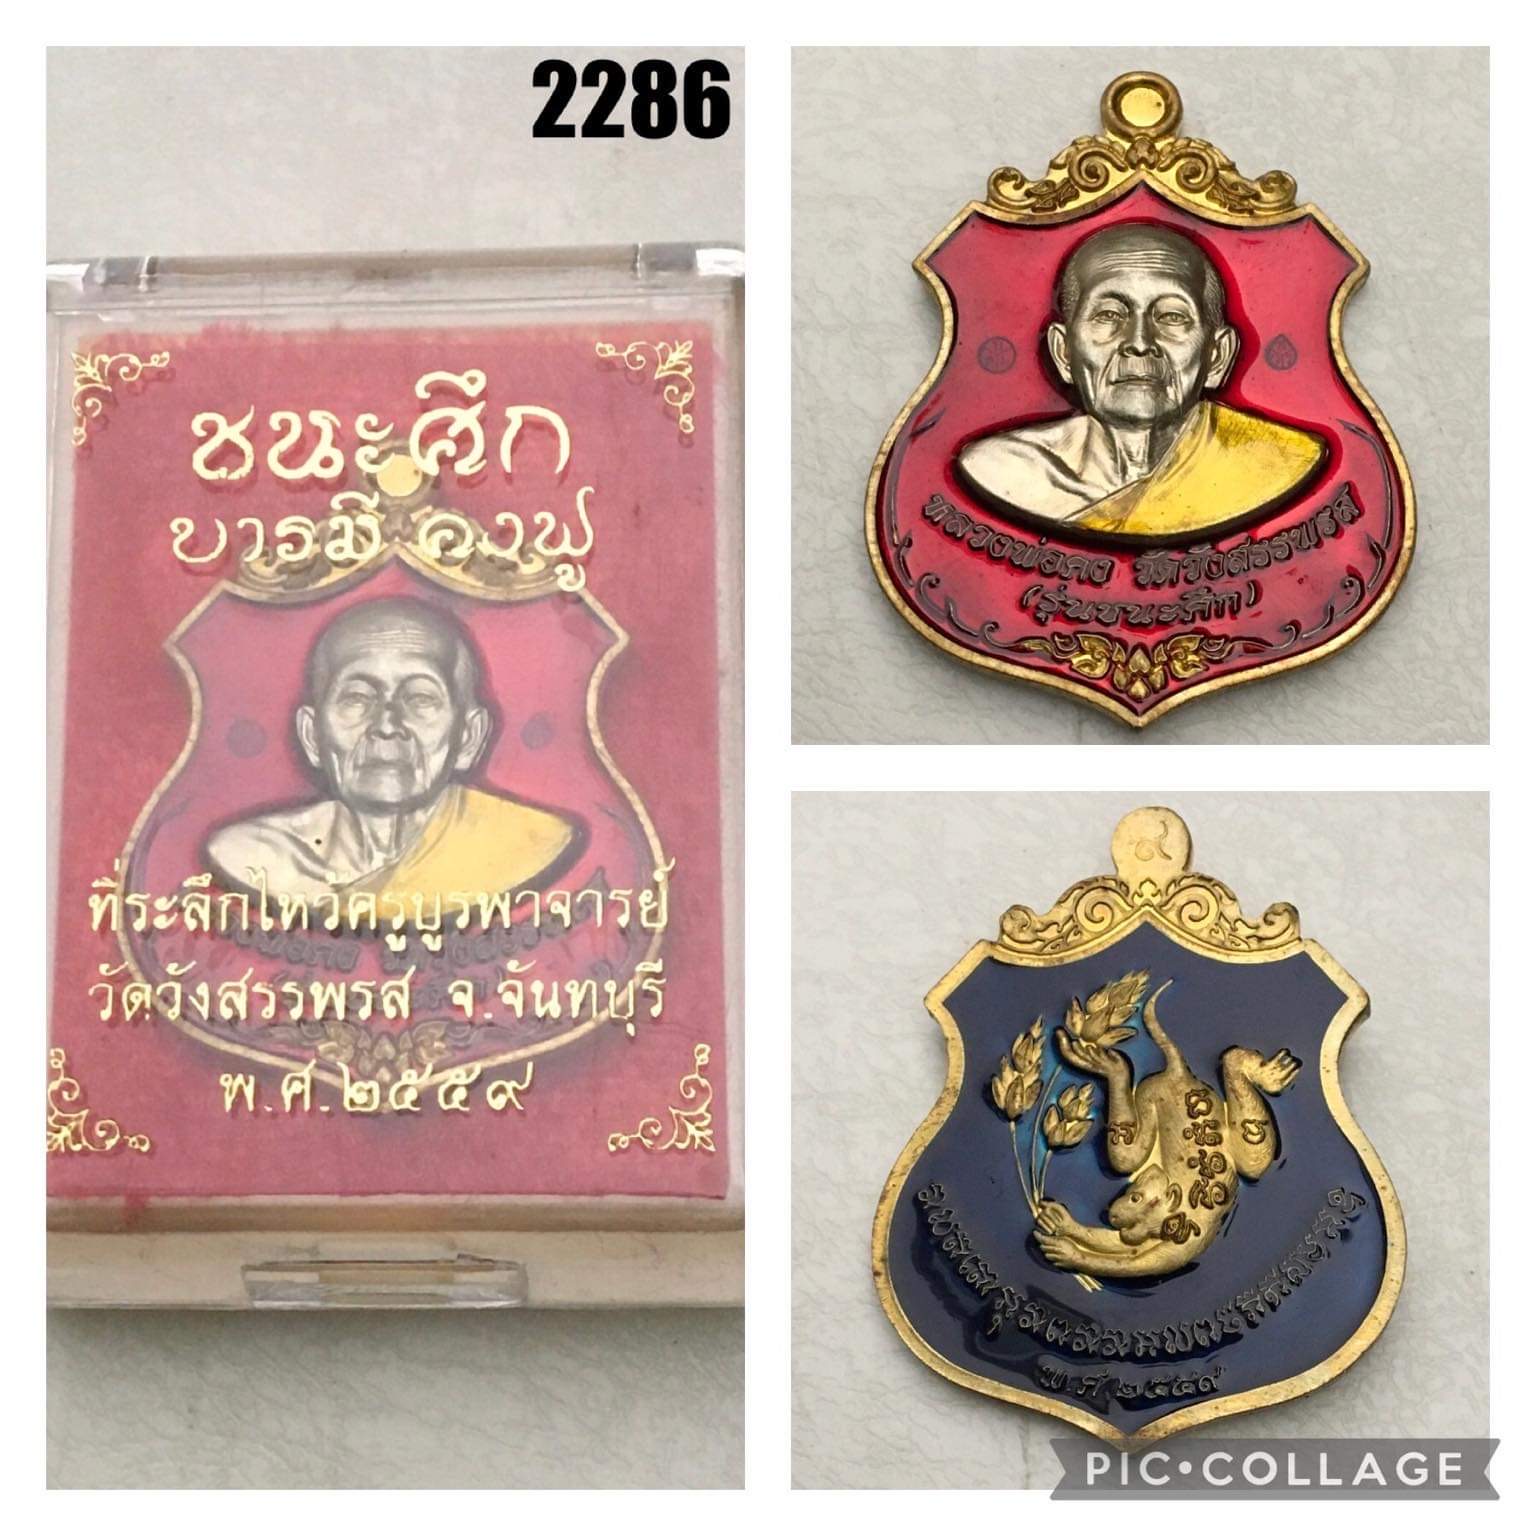 2286
ชนะศึก
บารมี คงฟู
ที่ระลึกไหว้ครูบูรพาจารย์
วัดวังสรรพรส จ.จันทบุรี
พ.ศ.๒๕๕๙
หลวงพ่อคง วัดวังสรรพรส
(รุ่นชนะศึก)
๙
พ.ศ ๒๕๕๙
PIC•COLLAGE